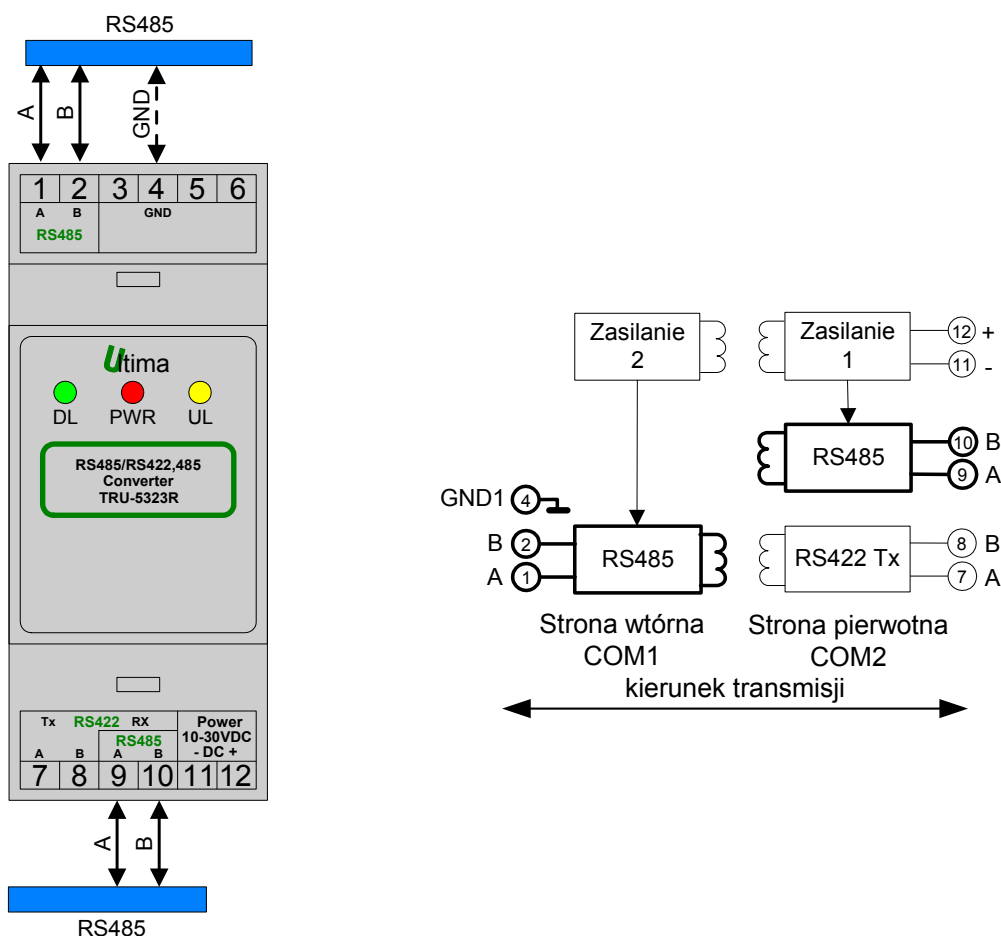 RS485
A B GND
1 2 3 4 5 6
A B GND
RS485
Ultima
DL PWR UL
RS485/RS422,485
Converter
TRU-5323R
Tx RS422 RX Power
RS485 10-30VDC
A B A B - DC +
7 8 9 10 11 12
A B
RS485
Zasilanie
2
Zasilanie
1
12 +
11 -
RS485
10 B
9 A
GND1 4
B 2
A 1
RS485
RS422 Tx
8 B
7 A
Strona wtórna
COM1
Strona pierwotna
COM2
kierunek transmisji